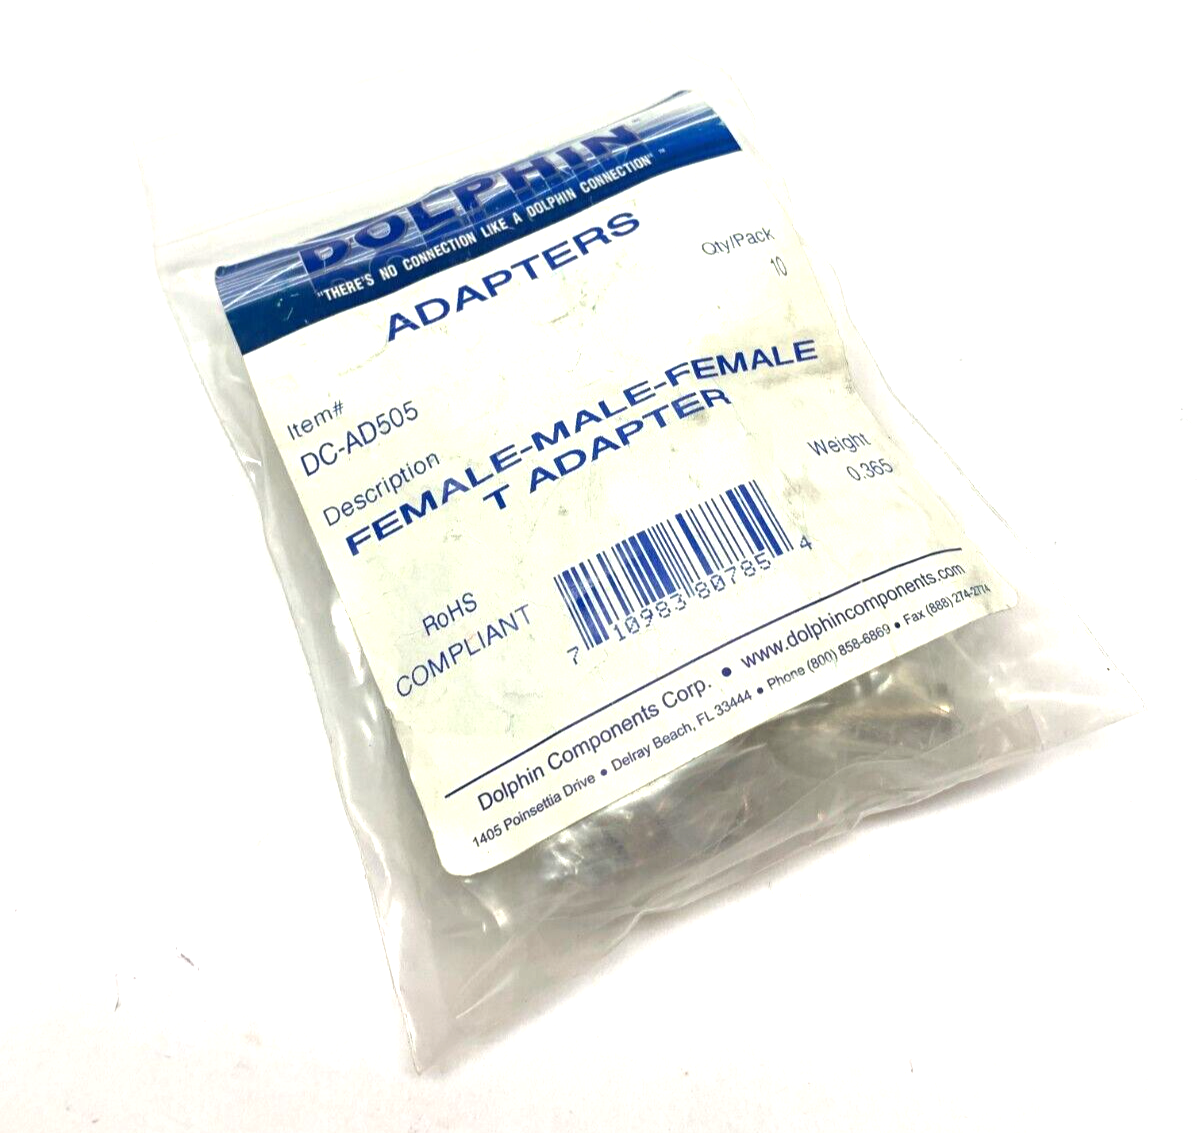 DOLPHIN
"THERE'S NO CONNECTION LIKE A DOLPHIN CONNECTION" ™
ADAPTERS
Qty/Pack
10
Item#
DC-AD505
Description
FEMALE-MALE-FEMALE
T ADAPTER
Weight
0.365
RoHS
COMPLIANT
7 10983 80785 4
Dolphin Components Corp. • www.dolphincomponents.com
1405 Poinsettia Drive • Delray Beach, FL 33444 • Phone (800) 858-6869 • Fax (888) 274-2774